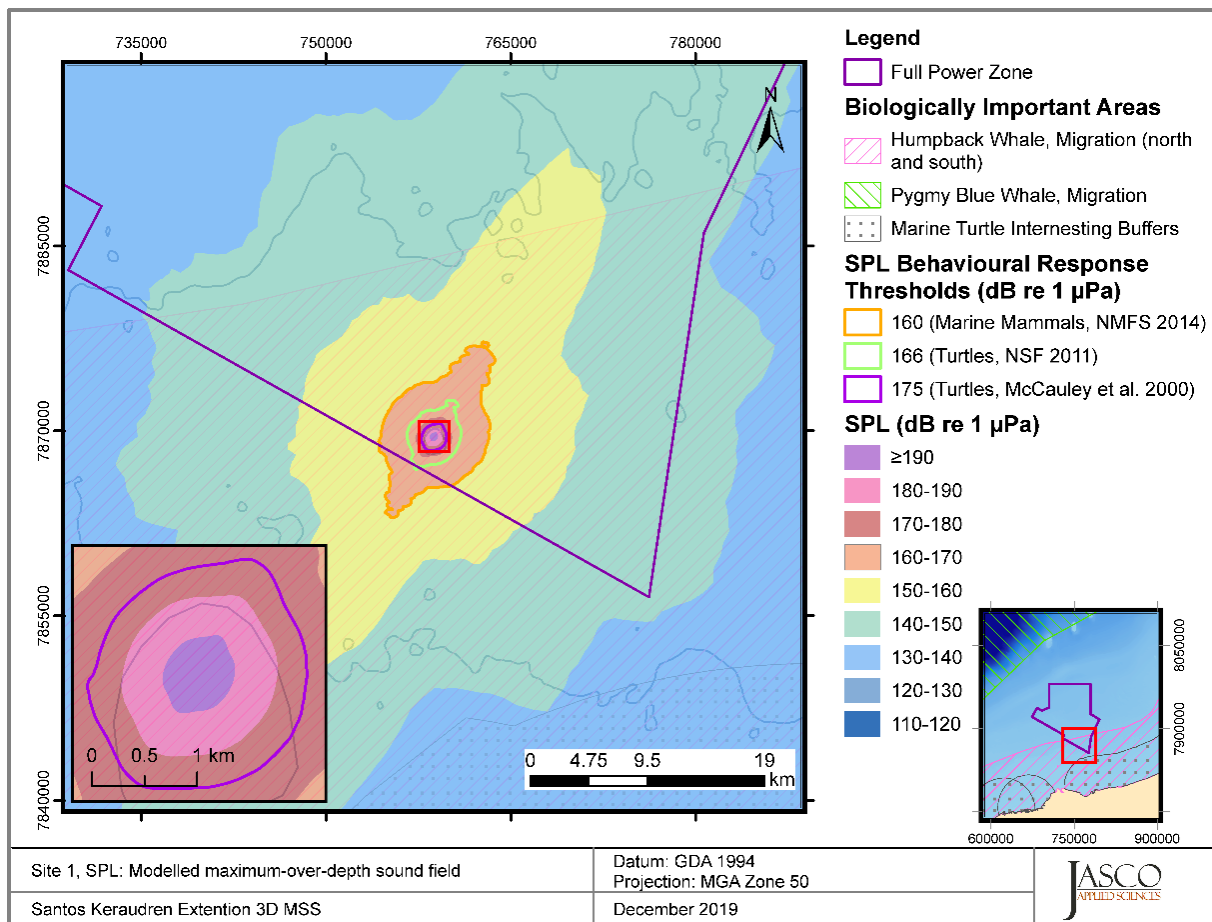 735000 750000 765000 780000
7885000
7870000
7855000
7840000
N
0 0.5 1 km
0 4.75 9.5 19
km
Legend
Full Power Zone
Biologically Important Areas
Humpback Whale, Migration (north
and south)
Pygmy Blue Whale, Migration
Marine Turtle Internesting Buffers
SPL Behavioural Response
Thresholds (dB re 1 µPa)
160 (Marine Mammals, NMFS 2014)
166 (Turtles, NSF 2011)
175 (Turtles, McCauley et al. 2000)
SPL (dB re 1 µPa)
≥190
180-190
170-180
160-170
150-160
140-150
130-140
120-130
110-120
8050000
7900000
600000 750000 900000
Site 1, SPL: Modelled maximum-over-depth sound field
Datum: GDA 1994
Projection: MGA Zone 50
Santos Keraudren Extention 3D MSS
December 2019
JASCO
APPLIED SCIENCES